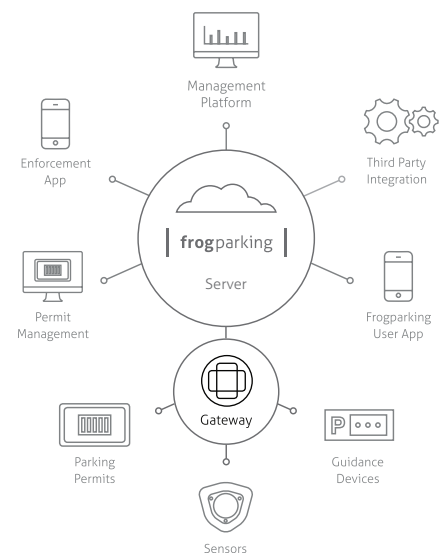 Management
Platform
Enforcement
App
Third Party
Integration
frogparking
Server
Permit
Management
Frogparking
User App
Gateway
P
Parking
Permits
Guidance
Devices
Sensors